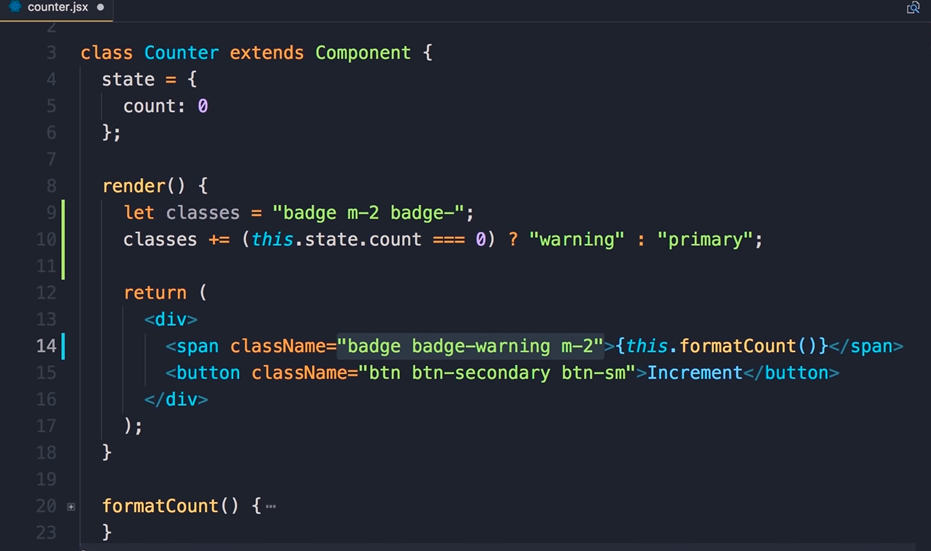 counter.jsx
2
3 class Counter extends Component {
4 state = {
5 count: 0
6 };
7
8 render() {
9 let classes = "badge m-2 badge-";
10 classes += (this.state.count === 0) ? "warning" : "primary";
11
12 return (
13 <div>
14 <span className="badge badge-warning m-2">{this.formatCount()}</span>
15 <button className="btn btn-secondary btn-sm">Increment</button>
16 </div>
17 );
18 }
19
20 formatCount() {⋯
23 }